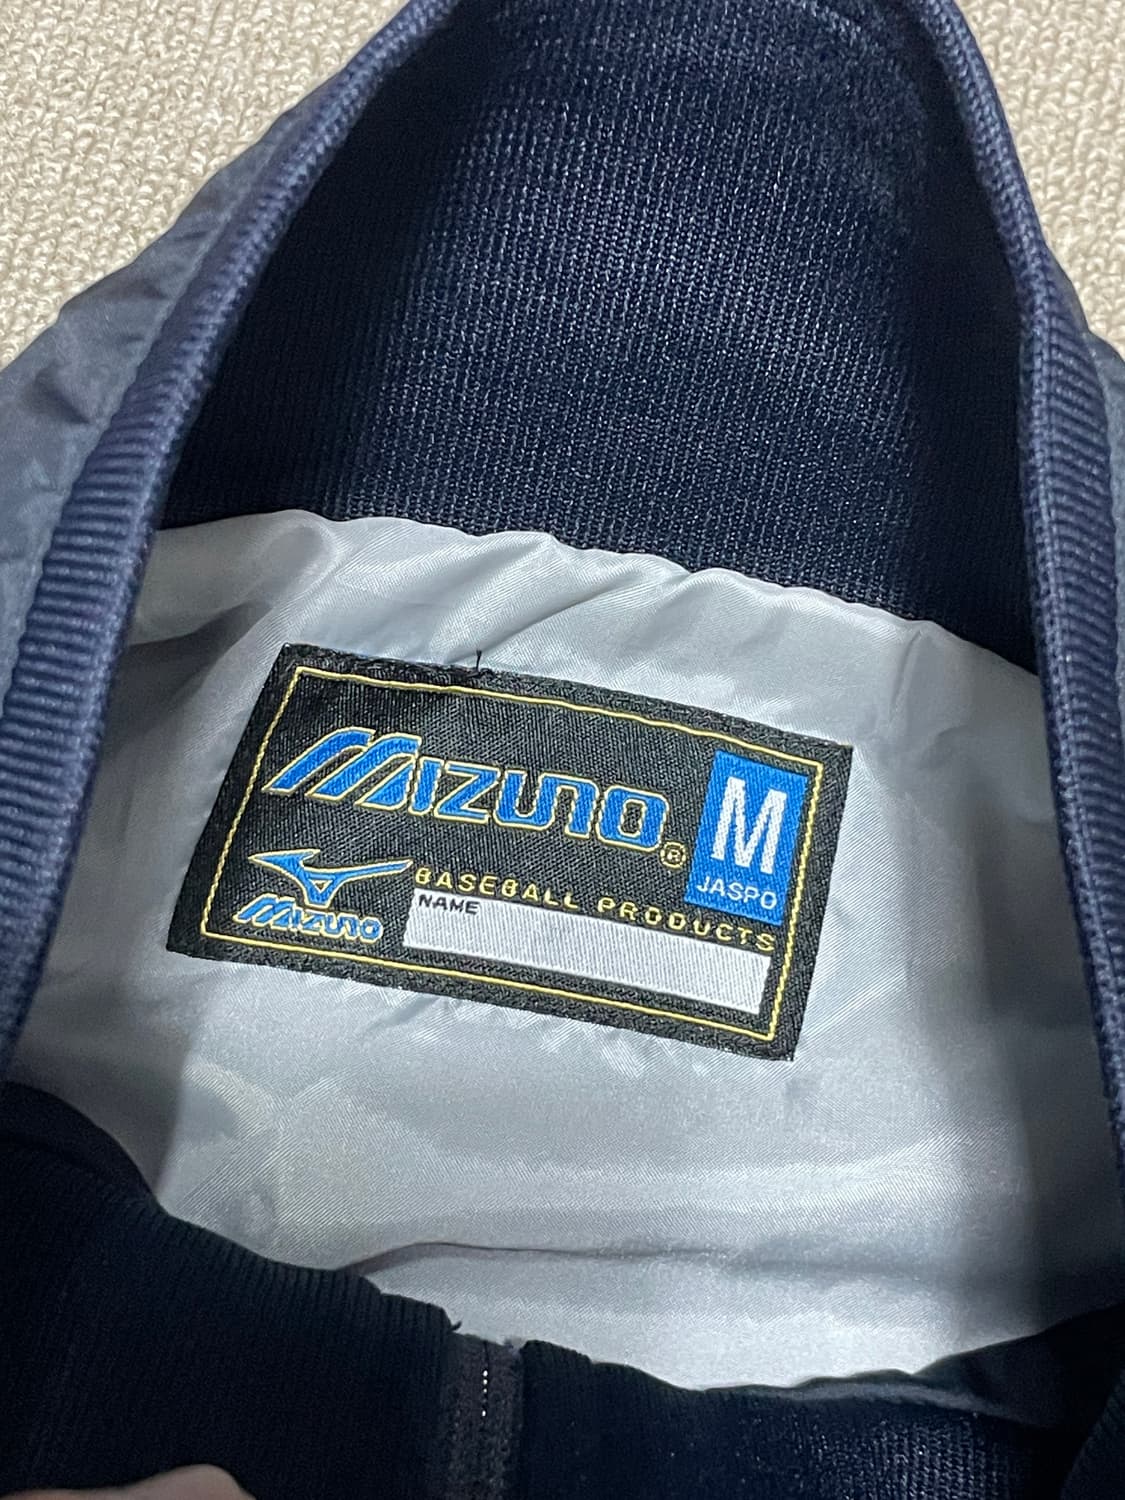 MIZUNO®
M
JASPO
BASEBALL PRODUCTS
MIZUNO
NAME